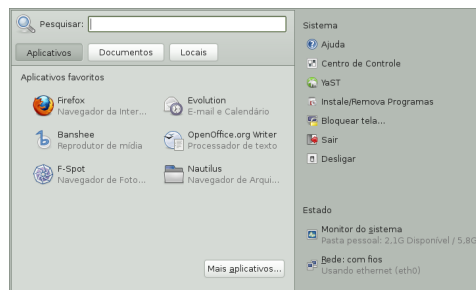 Pesquisar:
Aplicativos
Documentos
Locais
Aplicativos favoritos
Firefox
Navegador da Inter...
Evolution
E-mail e Calendário
Banshee
Reprodutor de mídia
OpenOffice.org Writer
Processador de texto
F-Spot
Navegador de Foto...
Nautilus
Navegador de Arqui...
Mais aplicativos...
Sistema
Ajuda
Centro de Controle
YaST
Instale/Remova Programas
Bloquear tela...
Sair
Desligar
Estado
Monitor do sistema
Pasta pessoal: 2,1G Disponível / 5,8G
Rede: com fios
Usando ethernet (eth0)